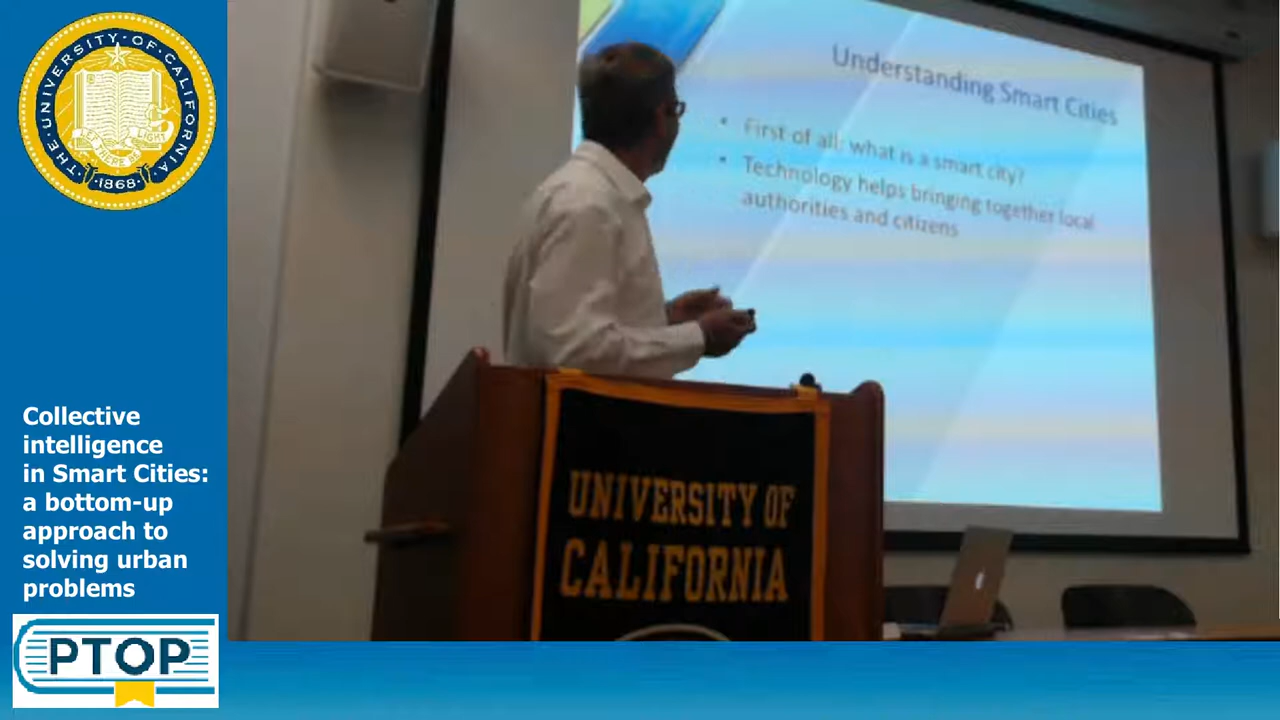 THE UNIVERSITY OF CALIFORNIA
LET THERE BE LIGHT
·1868·
Collective
intelligence
in Smart Cities:
a bottom-up
approach to
solving urban
problems
PTOP
Understanding Smart Cities
• First of all: what is a smart city?
• Technology helps bringing together local
authorities and citizens
UNIVERSITY OF
CALIFORNIA